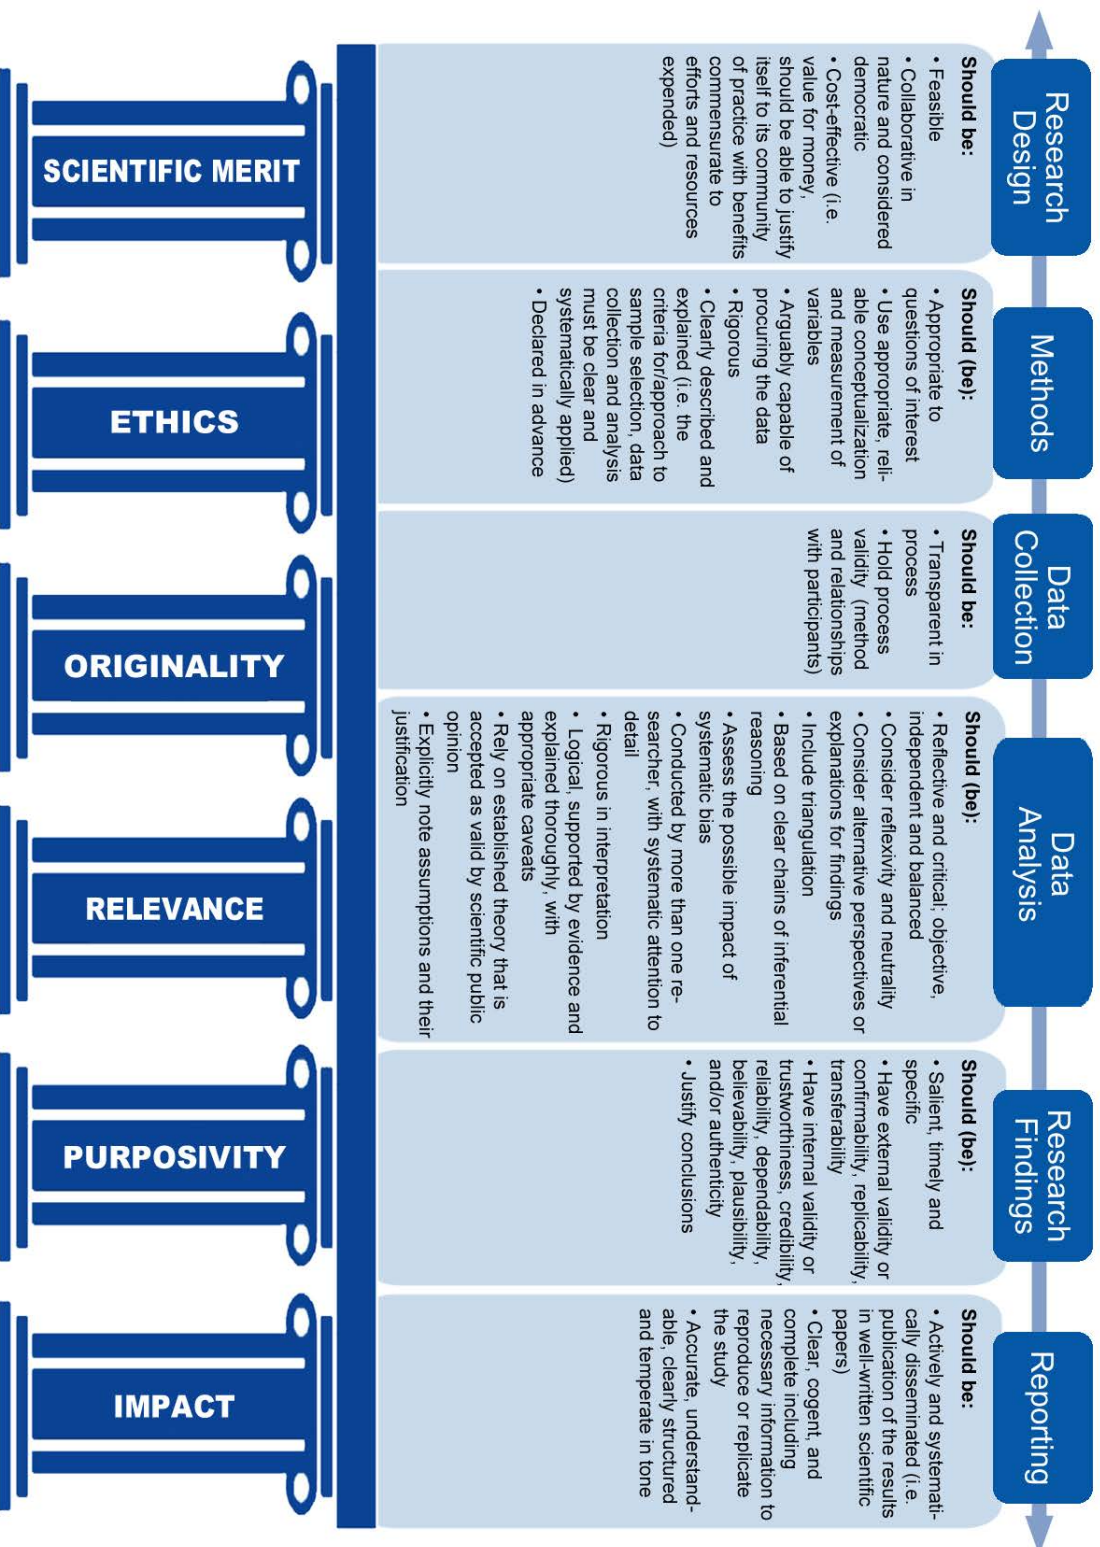 Research
Design
Should be:
• Feasible
• Collaborative in
nature and considered
democratic
• Cost-effective (i.e.
value for money,
should be able to justify
itself to its community
of practice with benefits
commensurate to
efforts and resources
expended)
Methods
Should (be):
• Appropriate to
questions of interest
• Use appropriate, reli-
able conceptualization
and measurement of
variables
• Arguably capable of
procuring the data
• Rigorous
• Clearly described and
explained (i.e. the
criteria for/approach to
sample selection, data
collection and analysis
must be clear and
systematically applied)
• Declared in advance
Data
Collection
Should be:
• Transparent in
process
• Hold process
validity (method
and relationships
with participants)
Data
Analysis
Should (be):
• Reflective and critical; objective,
independent and balanced
• Consider reflexivity and neutrality
• Consider alternative perspectives or
explanations for findings
• Include triangulation
• Based on clear chains of inferential
reasoning
• Assess the possible impact of
systematic bias
• Conducted by more than one re-
searcher, with systematic attention to
detail
• Rigorous in interpretation
• Logical, supported by evidence and
explained thoroughly, with
appropriate caveats
• Rely on established theory that is
accepted as valid by scientific public
opinion
• Explicitly note assumptions and their
justification
Research
Findings
Should (be):
• Salient, timely and
specific
• Have external validity or
confirmability, replicability,
transferability
• Have internal validity or
trustworthiness, credibility,
reliability, dependability,
believability, plausibility,
and/or authenticity
• Justify conclusions
Reporting
Should be:
• Actively and systemati-
cally disseminated (i.e.
publication of the results
in well-written scientific
papers)
• Clear, cogent, and
complete including
necessary information to
reproduce or replicate
the study
• Accurate, understand-
able, clearly structured
and temperate in tone
SCIENTIFIC MERIT
ETHICS
ORIGINALITY
RELEVANCE
PURPOSIVITY
IMPACT